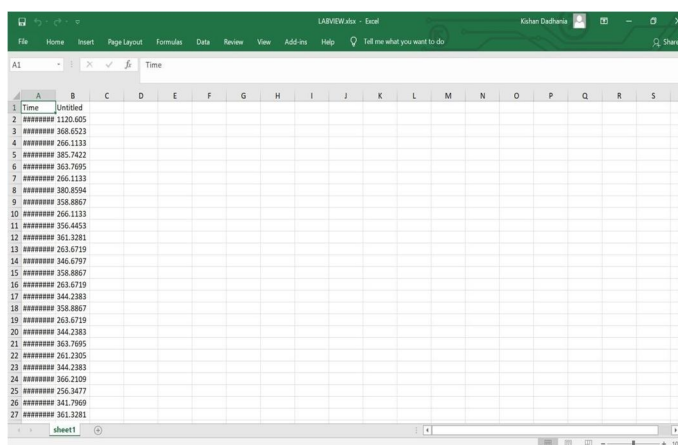 LABVIEW.xlsx - Excel
Kishan Dadhania
File Home Insert Page Layout Formulas Data Review View Add-ins Help Tell me what you want to do
Share
A1 fx Time
A B C D E F G H I J K L M N O P Q R S
1 Time Untitled
2 ######## 1120.605
3 ######## 368.6523
4 ######## 266.1133
5 ######## 385.7422
6 ######## 363.7695
7 ######## 266.1133
8 ######## 380.8594
9 ######## 358.8867
10 ######## 266.1133
11 ######## 356.4453
12 ######## 361.3281
13 ######## 263.6719
14 ######## 346.6797
15 ######## 358.8867
16 ######## 263.6719
17 ######## 344.2383
18 ######## 358.8867
19 ######## 263.6719
20 ######## 344.2383
21 ######## 363.7695
22 ######## 261.2305
23 ######## 344.2383
24 ######## 366.2109
25 ######## 256.3477
26 ######## 341.7969
27 ######## 361.3281
sheet1